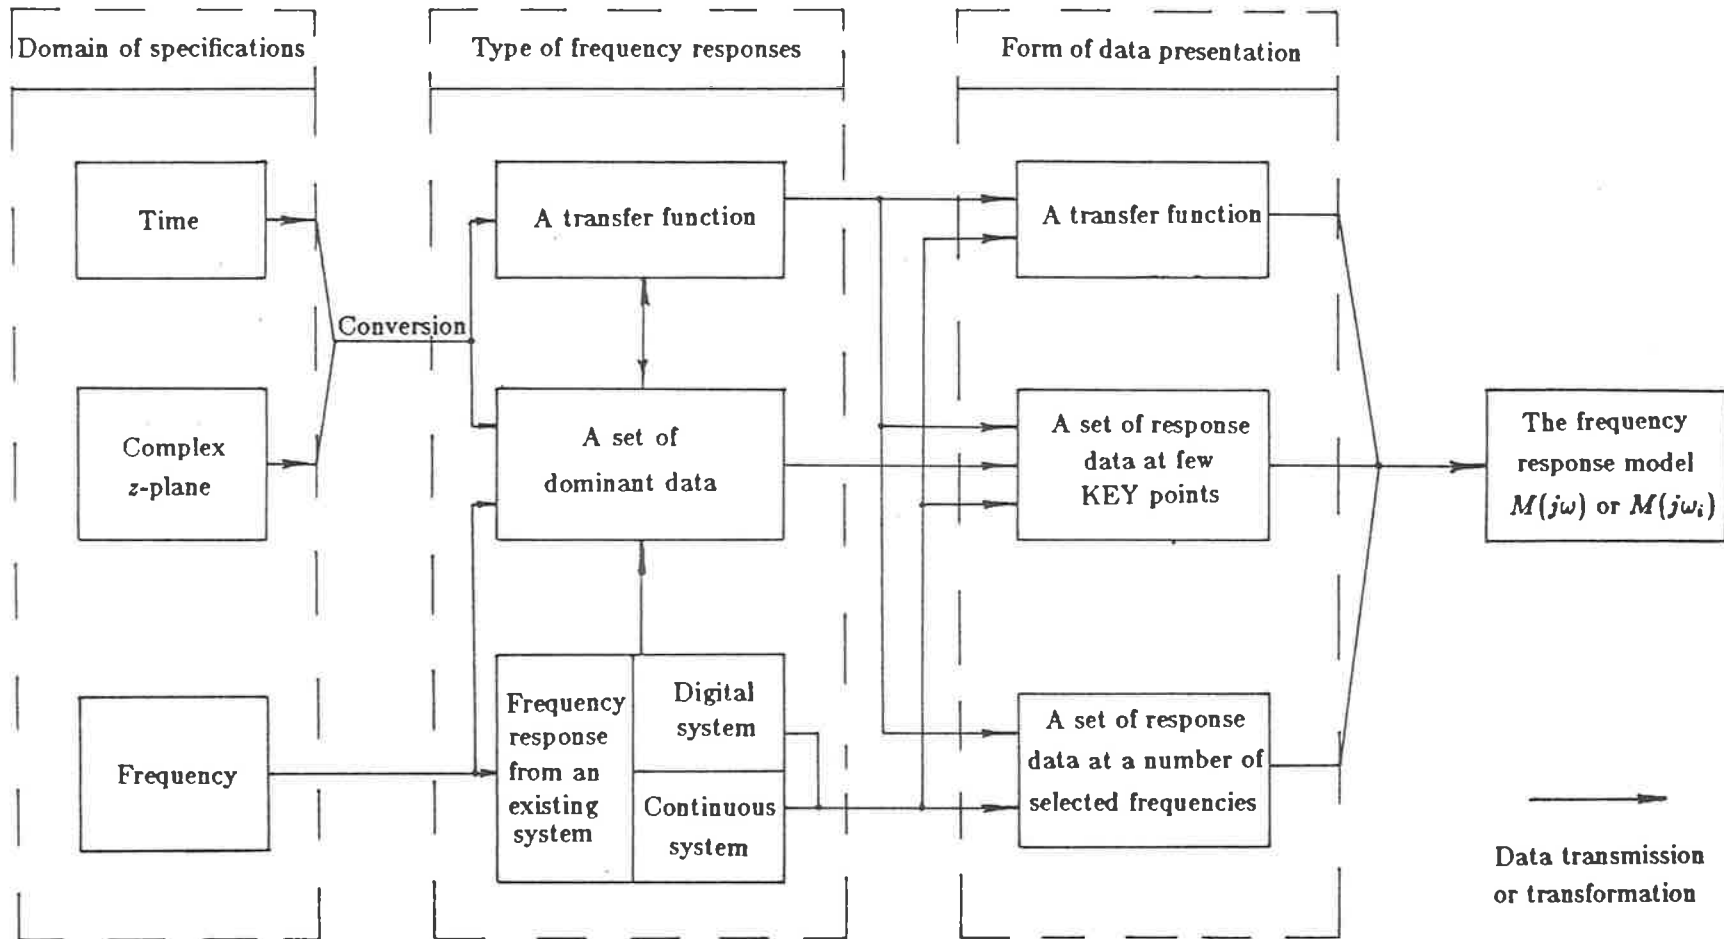 Domain of specifications
Type of frequency responses
Form of data presentation
Time
Complex
z-plane
Frequency
Conversion
A transfer function
A set of
dominant data
Frequency
response
from an
existing
system
Digital
system
Continuous
system
A transfer function
A set of response
data at few
KEY points
A set of response
data at a number of
selected frequencies
The frequency
response model
M(jω) or M(jωᵢ)
Data transmission
or transformation